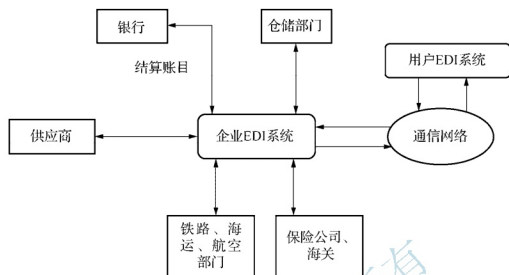 银行
仓储部门
用户EDI系统
结算账目
供应商
企业EDI系统
通信网络
铁路、海
运、航空
部门
保险公司、
海关
有